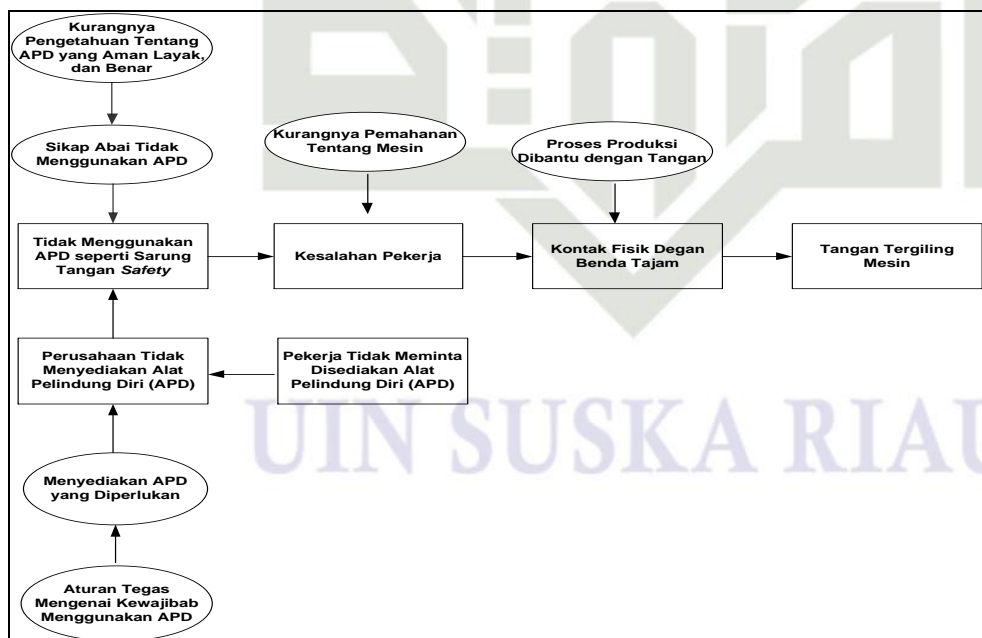 Kurangnya
Pengetahuan Tentang
APD yang Aman Layak,
dan Benar
Sikap Abai Tidak
Menggunakan APD
Kurangnya Pemahanan
Tentang Mesin
Proses Produksi
Dibantu dengan Tangan
Tidak Menggunakan
APD seperti Sarung
Tangan Safety
Kesalahan Pekerja
Kontak Fisik Degan
Benda Tajam
Tangan Tergiling
Mesin
Perusahaan Tidak
Menyediakan Alat
Pelindung Diri (APD)
Pekerja Tidak Meminta
Disediakan Alat
Pelindung Diri (APD)
UIN SUSKA RIAU
Menyediakan APD
yang Diperlukan
Aturan Tegas
Mengenai Kewajibab
Menggunakan APD